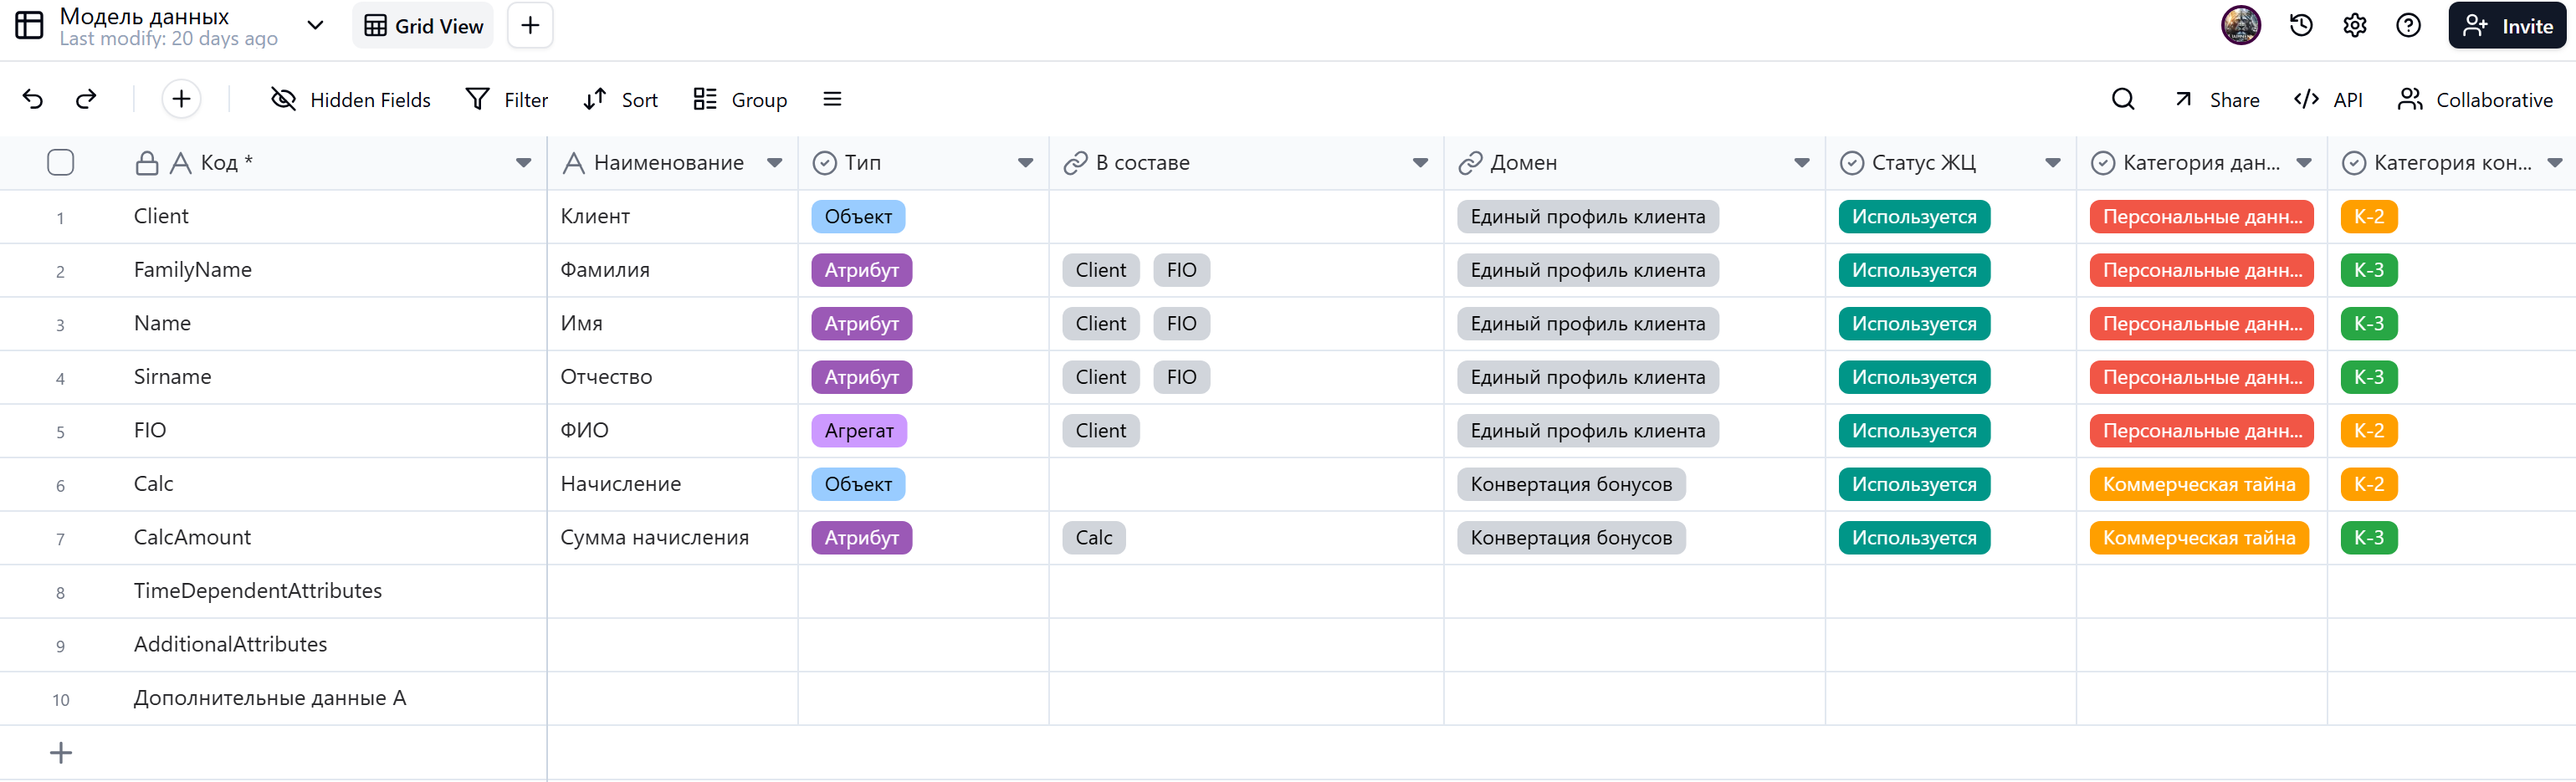 Модель данных
Last modify: 20 days ago
Grid View
Invite
Hidden Fields Filter Sort Group Share API Collaborative
Код * Наименование Тип В составе Домен Статус ЖЦ Категория дан... Категория кон...
1 Client Клиент Объект Единый профиль клиента Используется Персональные данн... К-2
2 FamilyName Фамилия Атрибут Client FIO Единый профиль клиента Используется Персональные данн... К-3
3 Name Имя Атрибут Client FIO Единый профиль клиента Используется Персональные данн... К-3
4 Sirname Отчество Атрибут Client FIO Единый профиль клиента Используется Персональные данн... К-3
5 FIO ФИО Агрегат Client Единый профиль клиента Используется Персональные данн... К-2
6 Calc Начисление Объект Конвертация бонусов Используется Коммерческая тайна К-2
7 CalcAmount Сумма начисления Атрибут Calc Конвертация бонусов Используется Коммерческая тайна К-3
8 TimeDependentAttributes
9 AdditionalAttributes
10 Дополнительные данные А